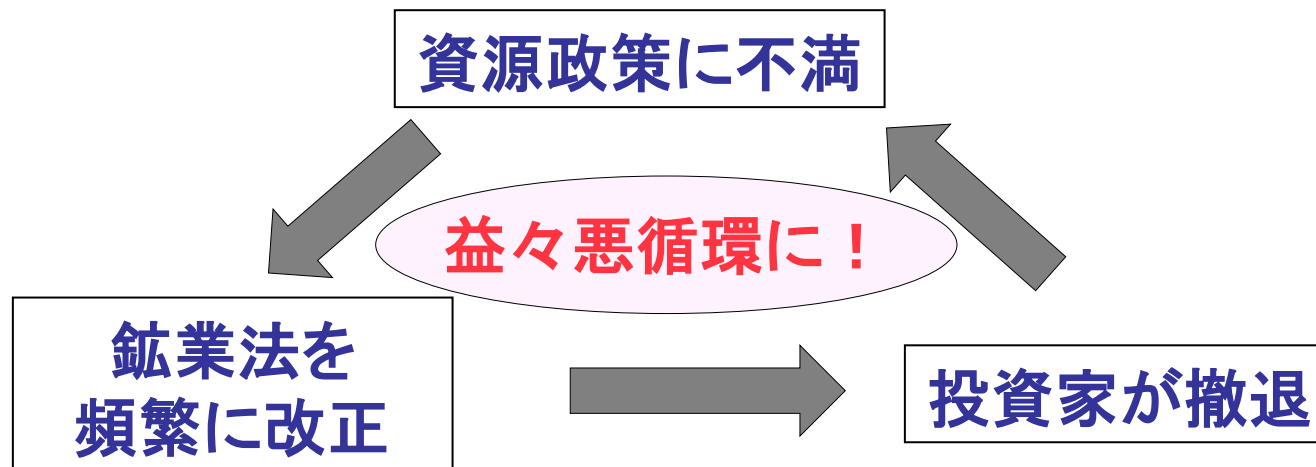 資源政策に不満
益々悪循環に！
鉱業法を
頻繁に改正
投資家が撤退